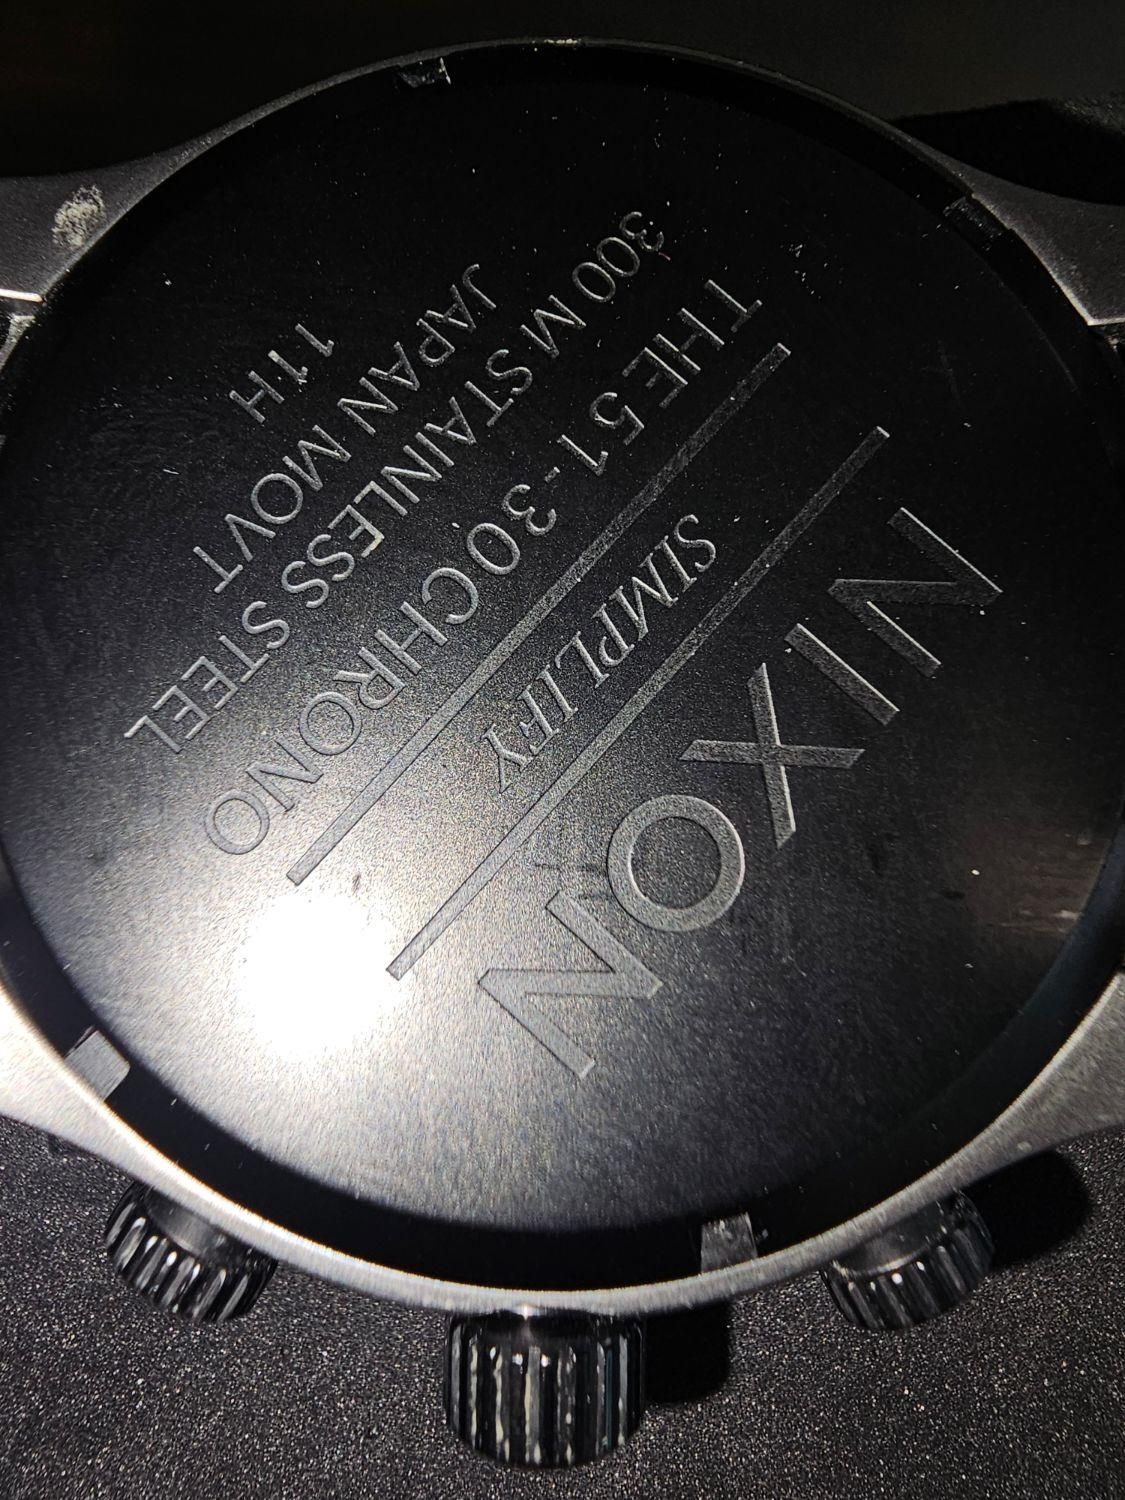 NIXON
SIMPLIFY
THE 51-30 CHRONO
300 M STAINLESS STEEL
JAPAN MOVT
11H